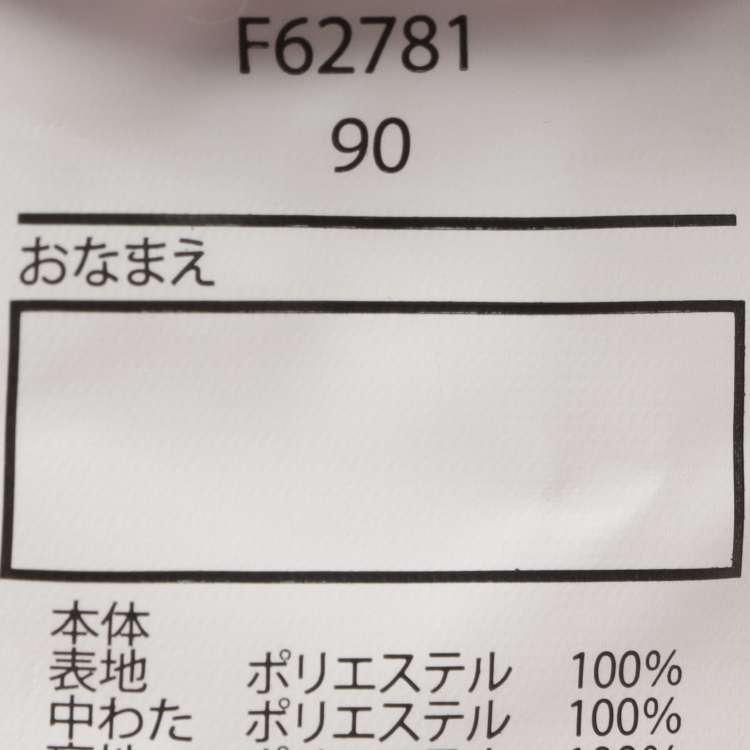 F62781
90
おなまえ
本体
表地 ポリエステル 100%
中わた ポリエステル 100%